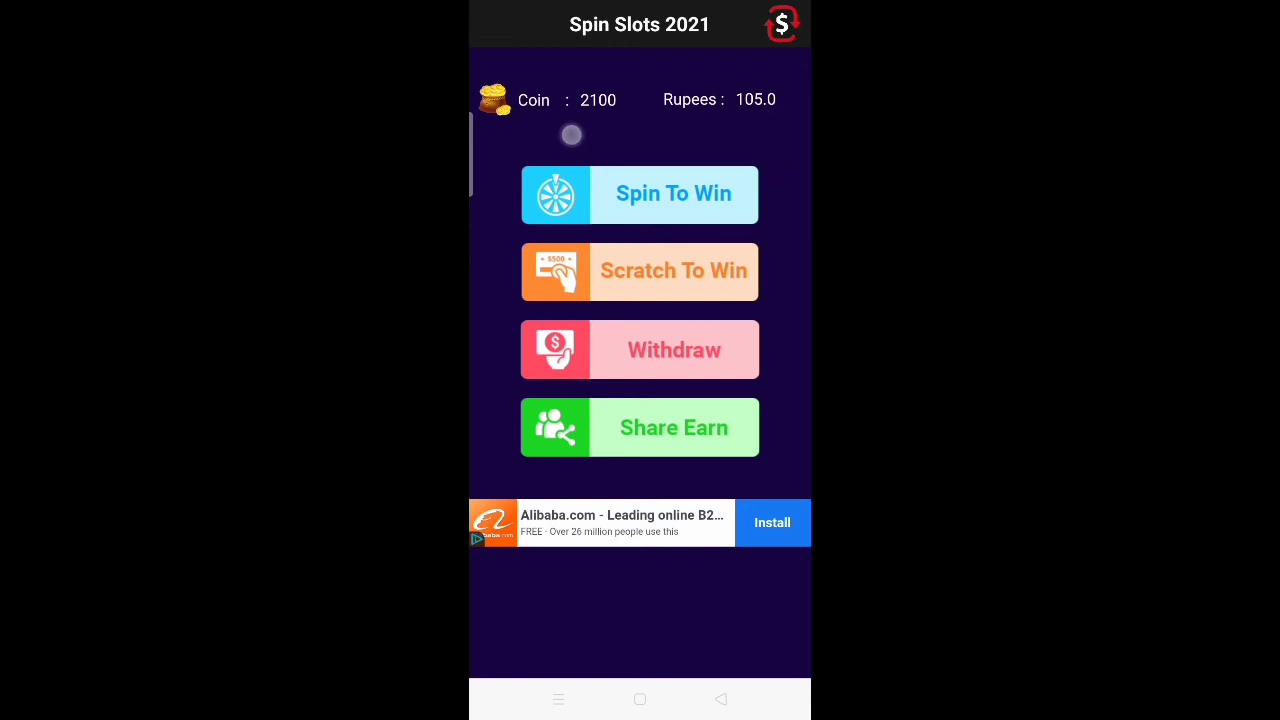 Spin Slots 2021
$
Coin : 2100
Rupees : 105.0
Spin To Win
$500
Scratch To Win
$
Withdraw
Share Earn
Alibaba.com - Leading online B2...
FREE - Over 26 million people use this
Install